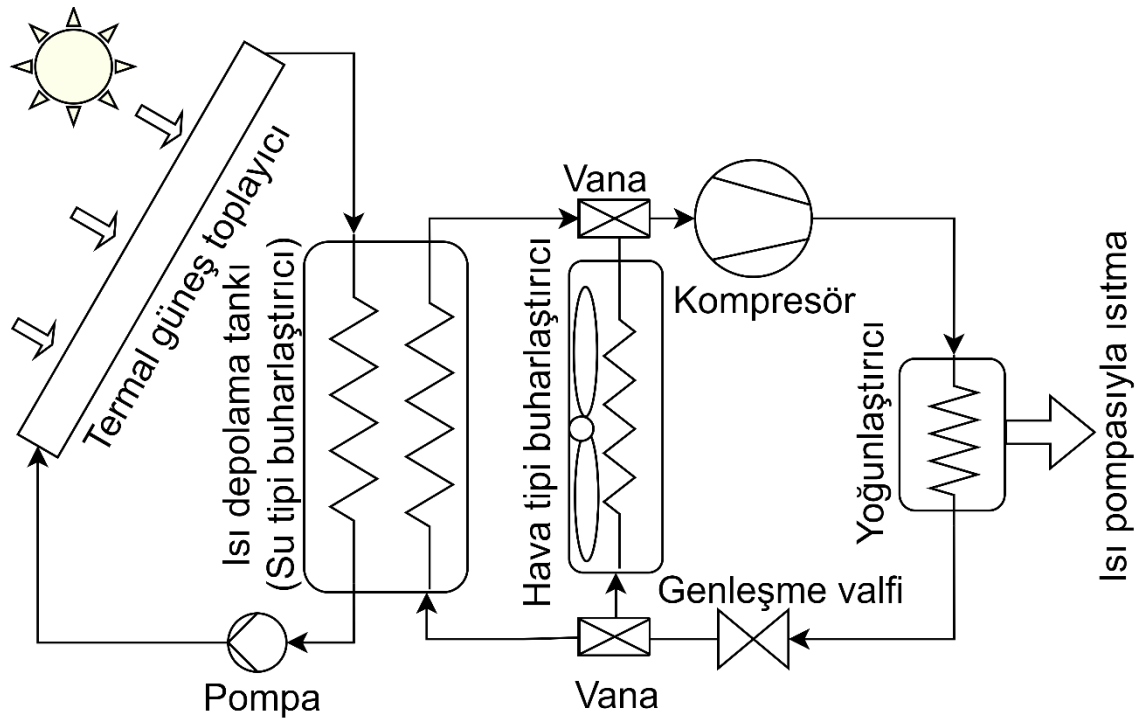 Termal güneş toplayıcı
Isı depolama tankı
(Su tipi buharlaştırıcı)
Pompa
Vana
Hava tipi buharlaştırıcı
Kompresör
Genleşme valfi
Vana
Yoğunlaştırıcı
Isı pompasıyla ısıtma